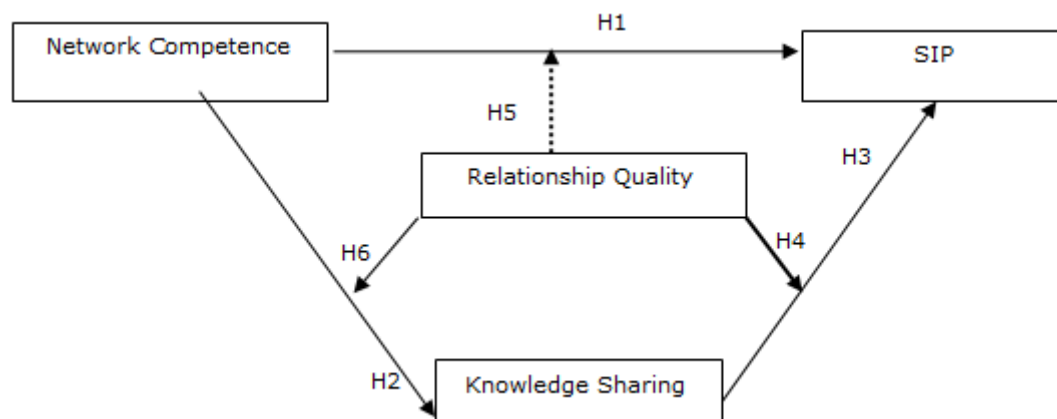 H1
Network Competence
SIP
H5
H3
Relationship Quality
H4
H6
H2
Knowledge Sharing